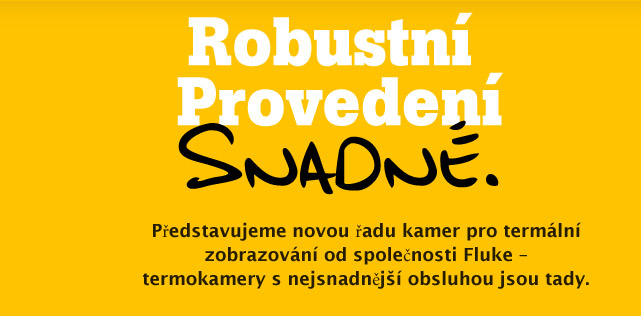 Robustní
Provedení
SNADNÉ.
Představujeme novou řadu kamer pro termální
zobrazování od společnosti Fluke –
termokamery s nejsnadnější obsluhou jsou tady.